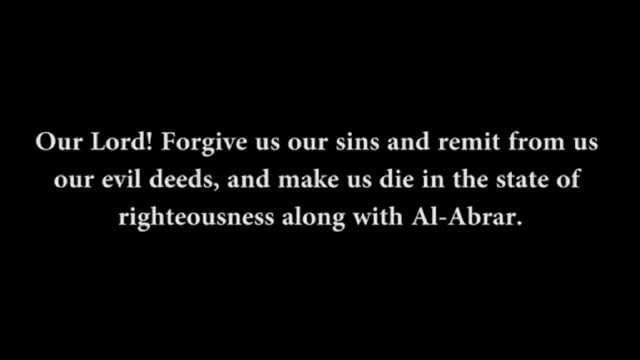 Our Lord! Forgive us our sins and remit from us
our evil deeds, and make us die in the state of
righteousness along with Al-Abrar.